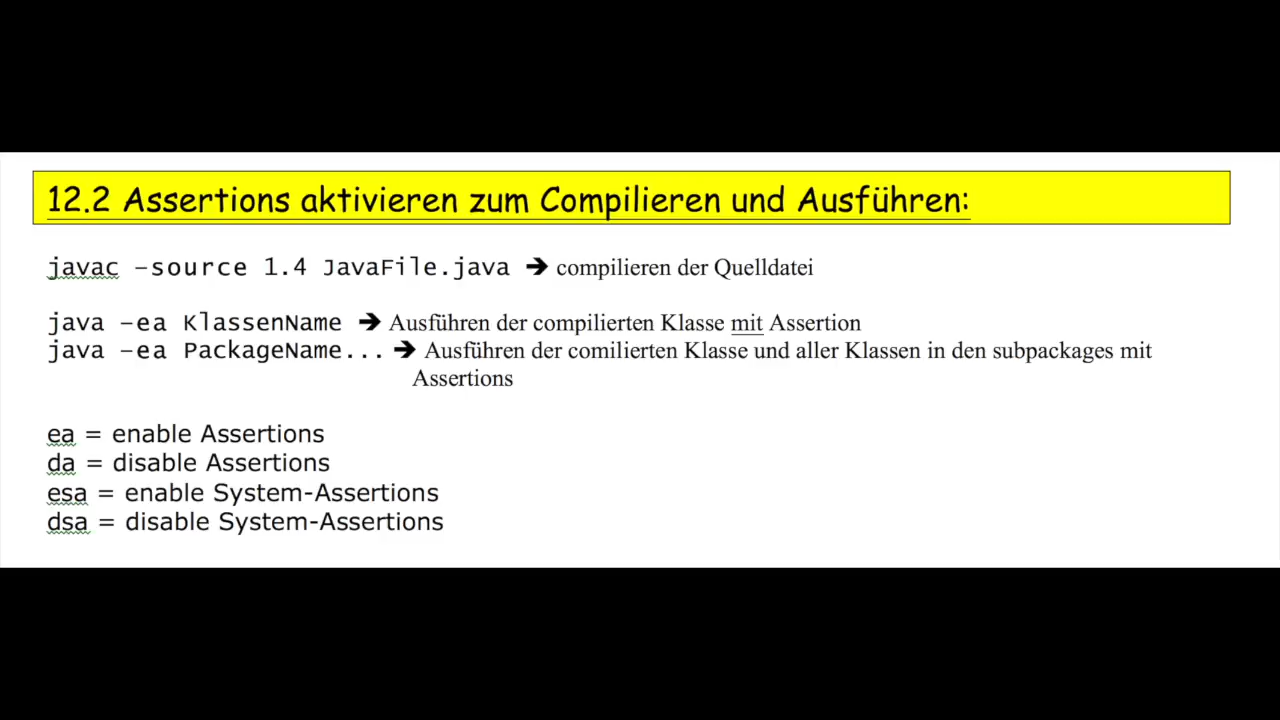 12.2 Assertions aktivieren zum Compilieren und Ausführen:
javac –source 1.4 JavaFile.java ➔ compilieren der Quelldatei
java –ea KlassenName ➔ Ausführen der compilierten Klasse mit Assertion
java –ea PackageName... ➔ Ausführen der comilierten Klasse und aller Klassen in den subpackages mit
Assertions
ea = enable Assertions
da = disable Assertions
esa = enable System-Assertions
dsa = disable System-Assertions